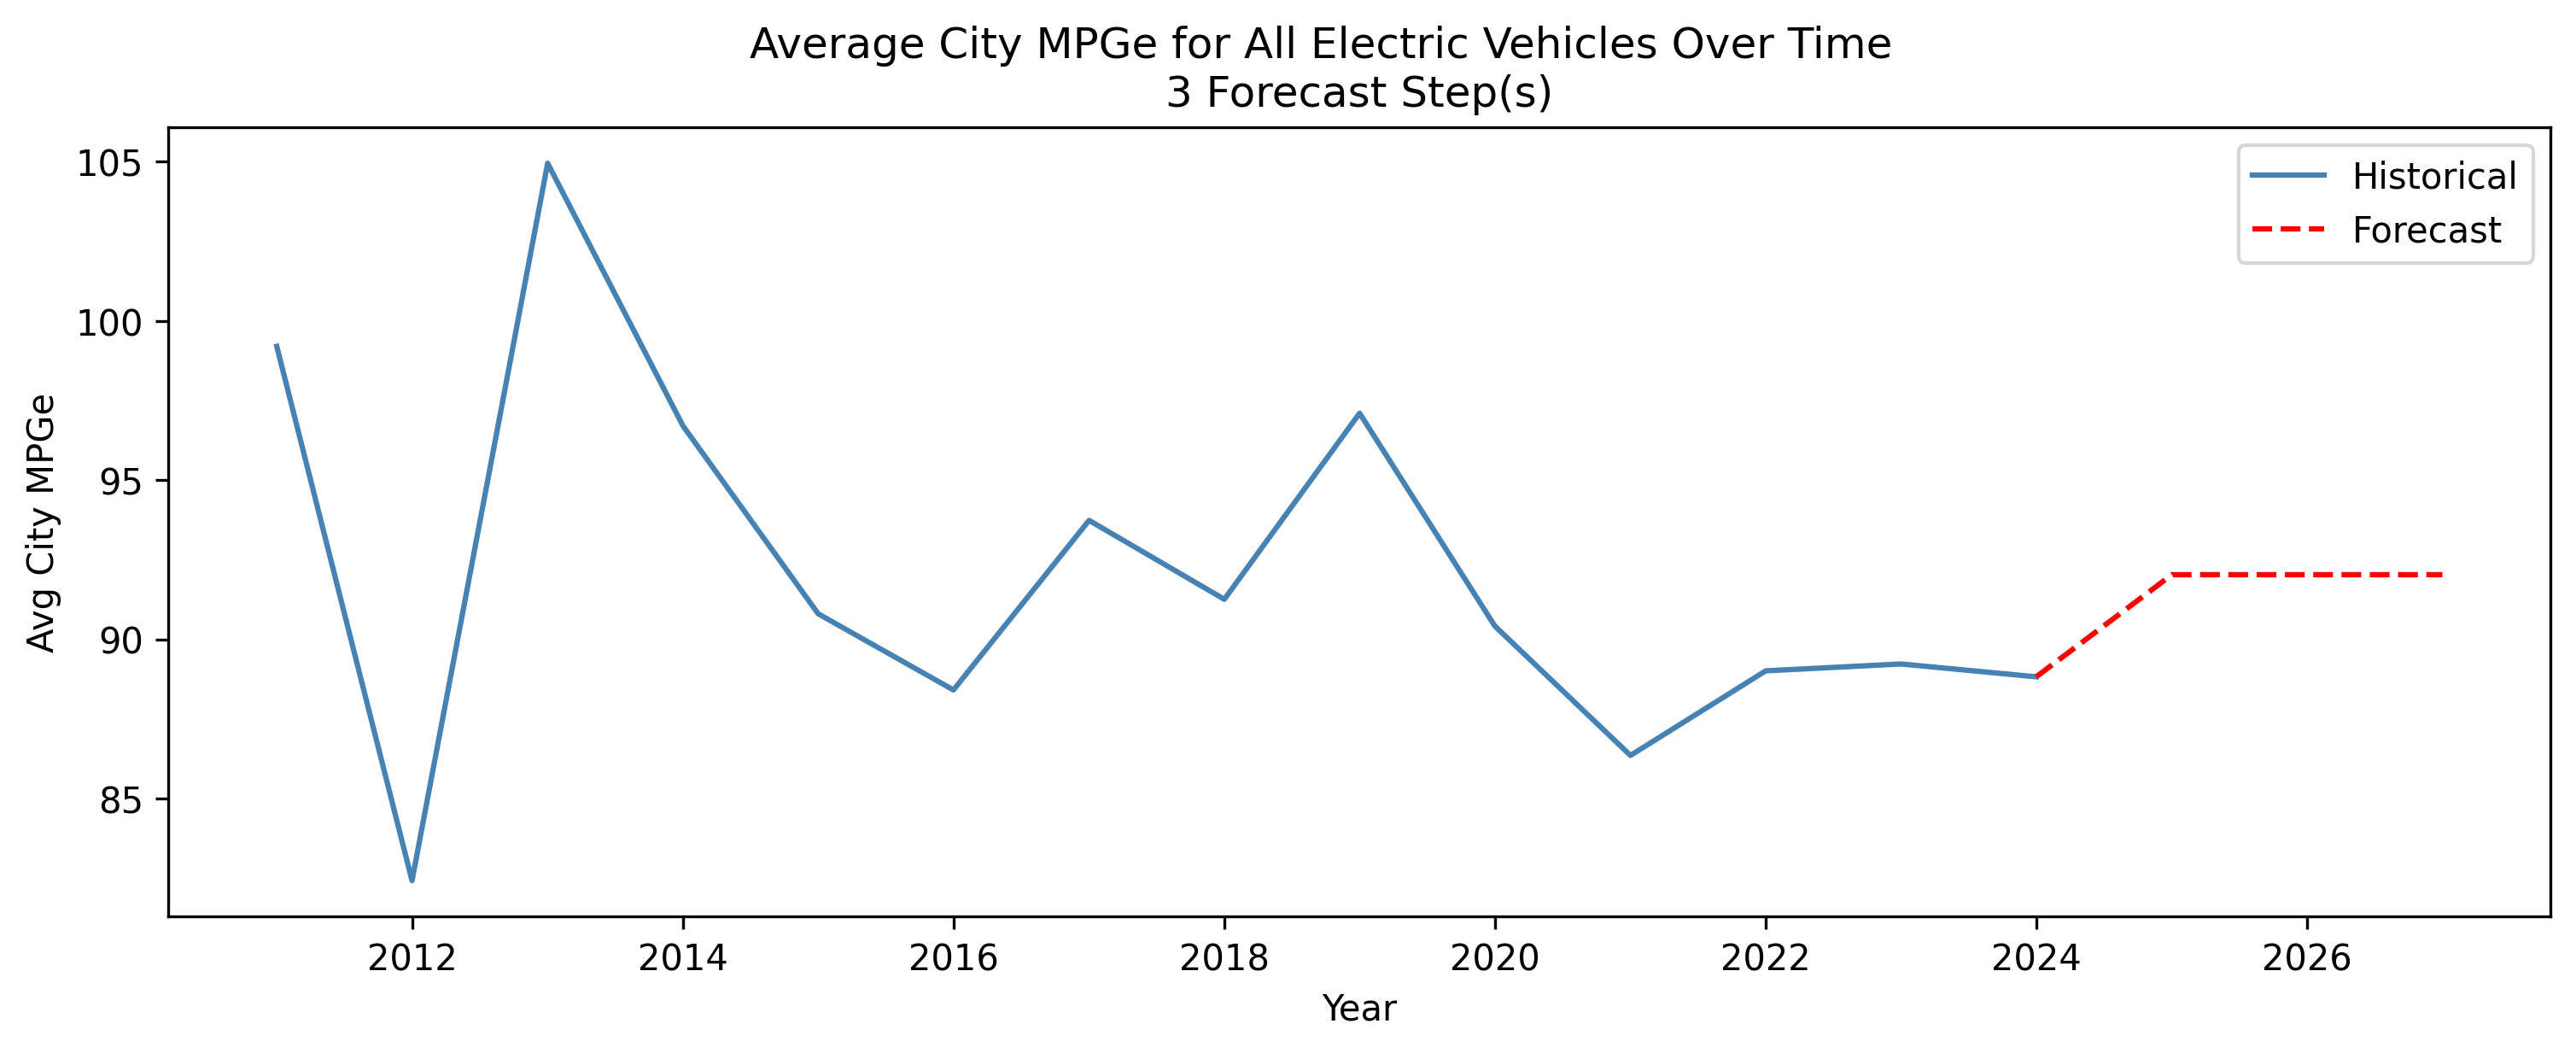 Average City MPGe for All Electric Vehicles Over Time
3 Forecast Step(s)
105
100
95
90
85
Avg City MPGe
Historical
Forecast
2012 2014 2016 2018 2020 2022 2024 2026
Year